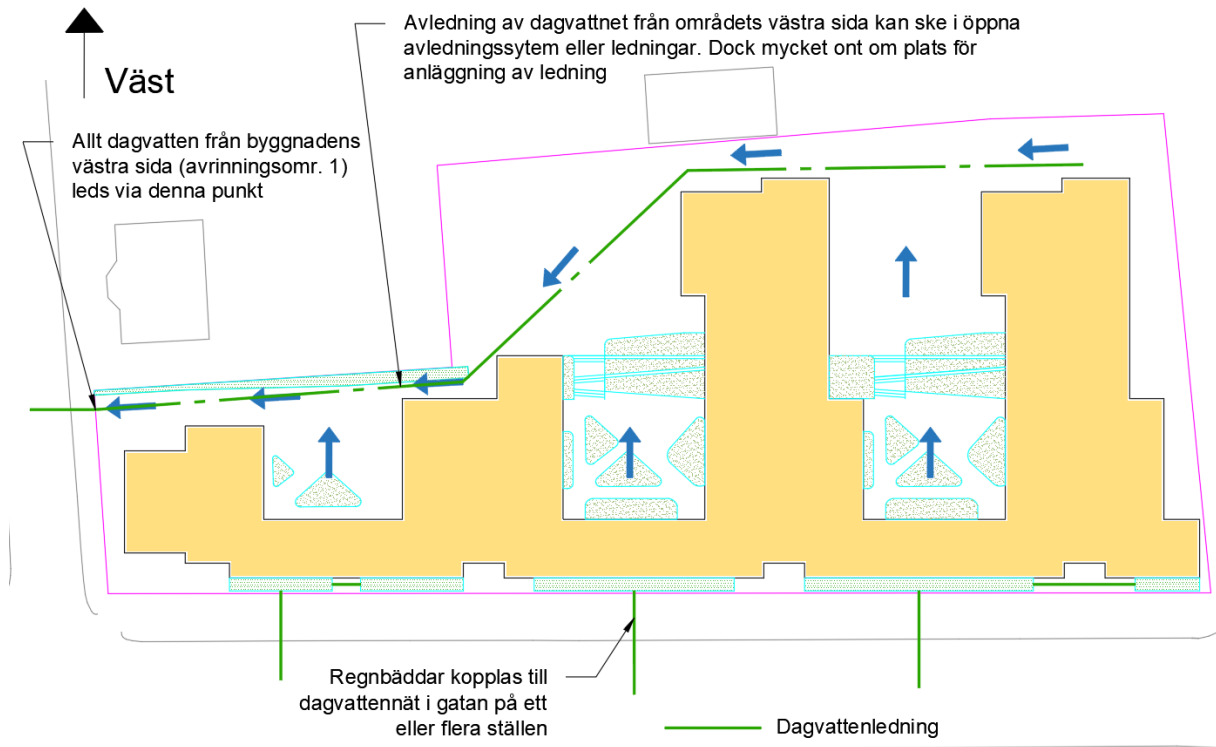 Avledning av dagvattnet från områdets västra sida kan ske i öppna
avledningssytem eller ledningar. Dock mycket ont om plats för
anläggning av ledning
Väst
Allt dagvatten från byggnadens
västra sida (avrinningsomr. 1)
leds via denna punkt
Regnbäddar kopplas till
dagvattennät i gatan på ett
eller flera ställen
Dagvattenledning